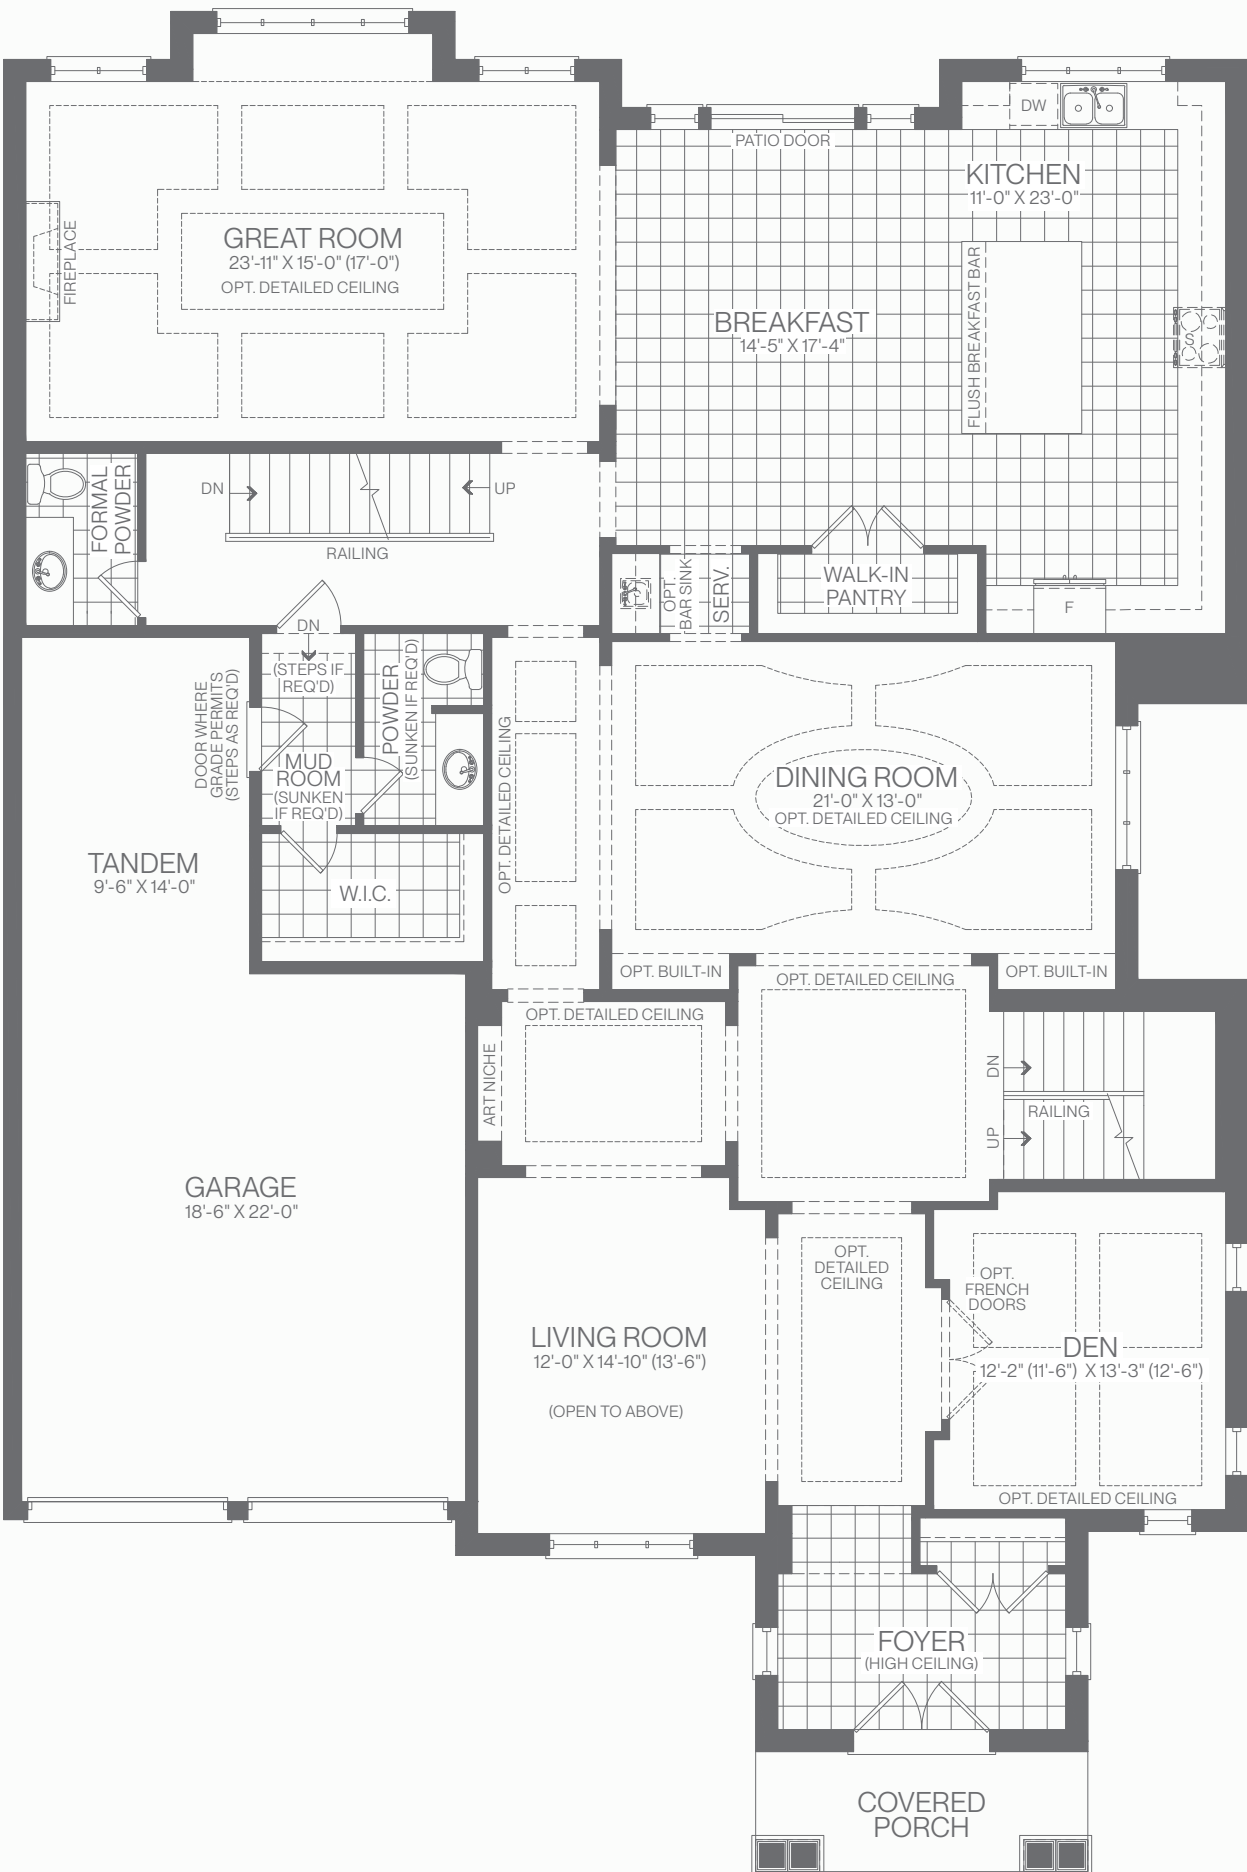 DW
PATIO DOOR
KITCHEN
11'-0" X 23'-0"
GREAT ROOM
23'-11" X 15'-0" (17'-0")
OPT. DETAILED CEILING
FIREPLACE
FLUSH BREAKFAST BAR
BREAKFAST
14'-5" X 17'-4"
S
FORMAL
POWDER
DN
UP
RAILING
OPT.
BAR SINK
SERV.
WALK-IN
PANTRY
F
DN
(STEPS IF
REQ'D)
POWDER
(SUNKEN IF REQ'D)
DOOR WHERE
GRADE PERMITS
(STEPS AS REQ'D)
MUD
ROOM
(SUNKEN
IF REQ'D)
OPT. DETAILED CEILING
DINING ROOM
21'-0" X 13'-0"
OPT. DETAILED CEILING
TANDEM
9'-6" X 14'-0"
W.I.C.
OPT. BUILT-IN
OPT. DETAILED CEILING
OPT. BUILT-IN
OPT. DETAILED CEILING
ART NICHE
DN
RAILING
UP
GARAGE
18'-6" X 22'-0"
OPT.
DETAILED
CEILING
OPT.
FRENCH
DOORS
LIVING ROOM
12'-0" X 14'-10" (13'-6")
(OPEN TO ABOVE)
DEN
12'-2" (11'-6") X 13'-3" (12'-6")
OPT. DETAILED CEILING
FOYER
(HIGH CEILING)
COVERED
PORCH